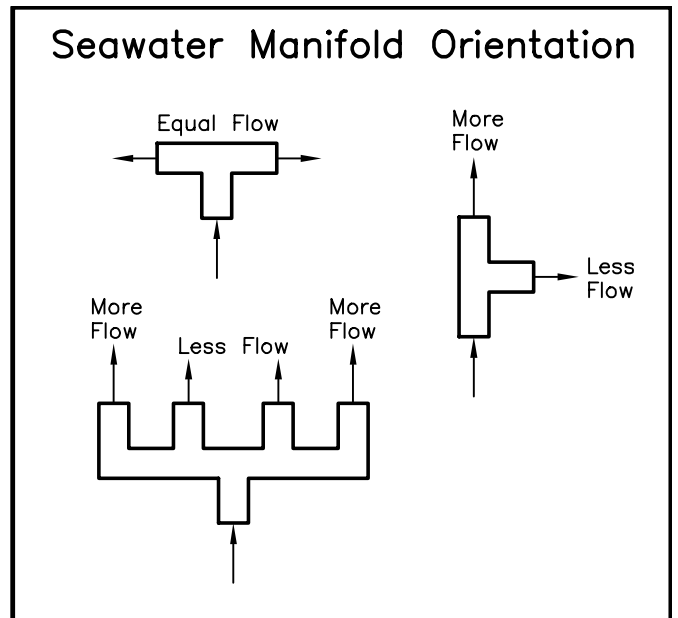 Seawater Manifold Orientation
Equal Flow
More
Flow
Less
Flow
More
Flow
Less Flow
More
Flow